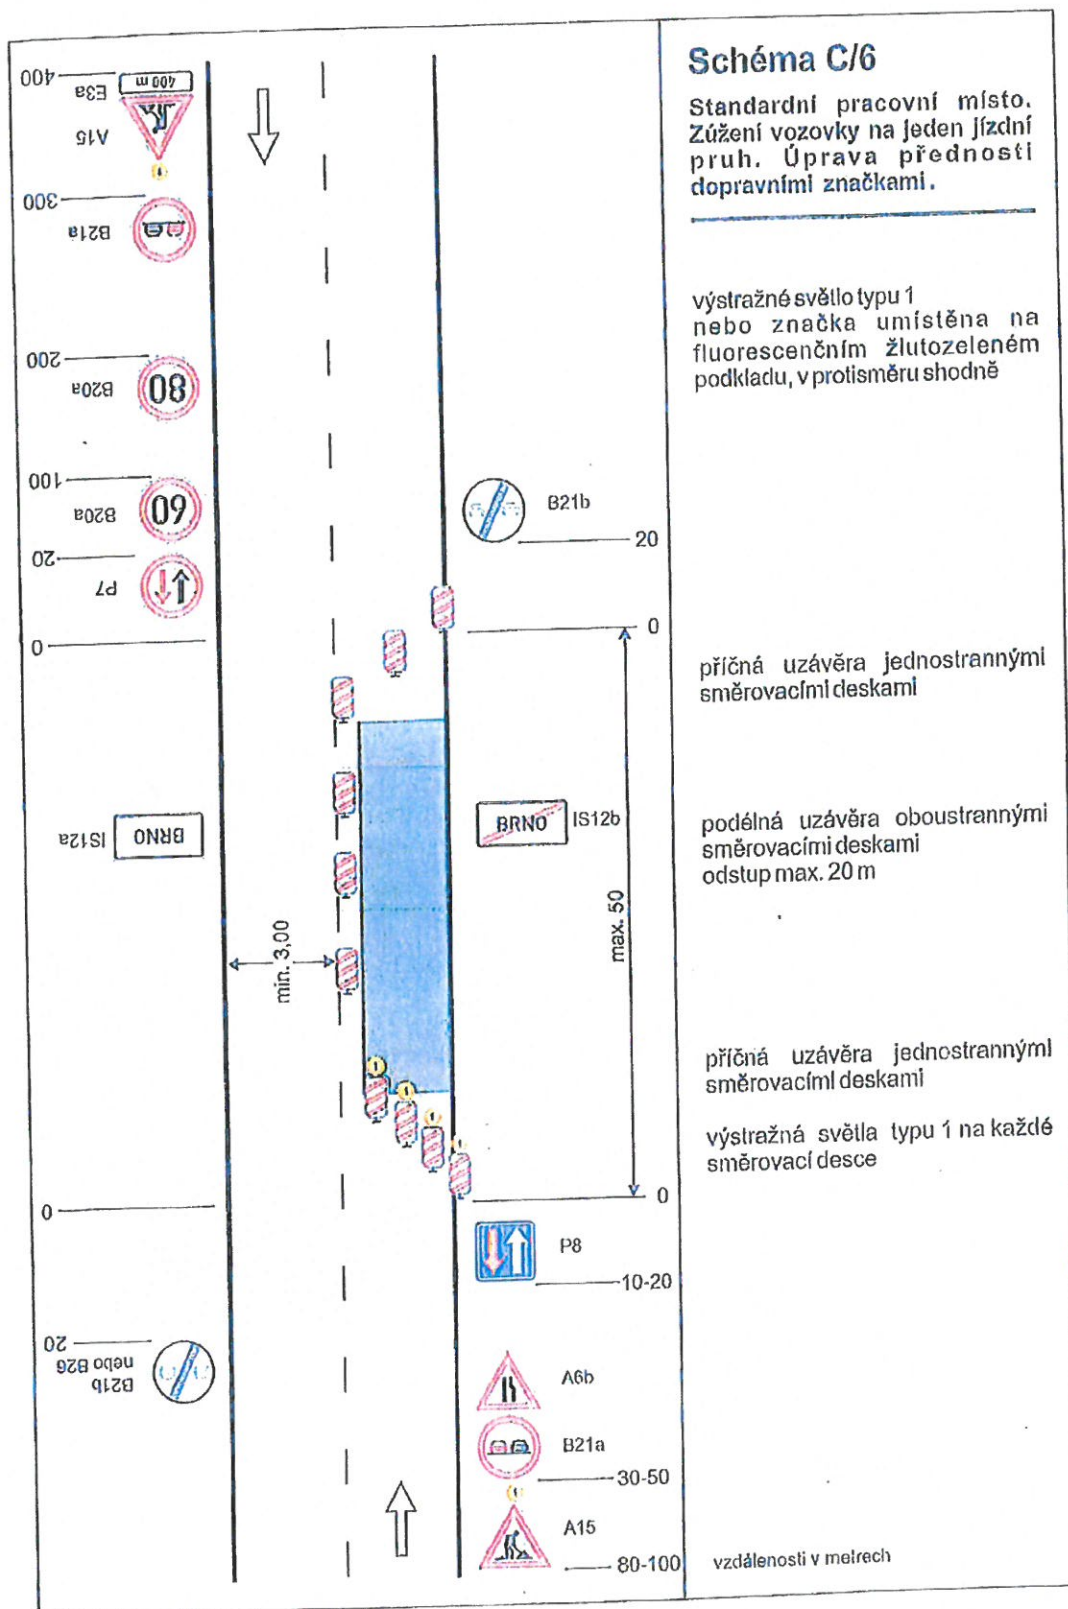 Schéma C/6
Standardní pracovní místo.
Zúžení vozovky na jeden jízdní
pruh. Úprava přednosti
dopravními značkami.
výstražné světlo typu 1
nebo značka umístěna na
fluorescenčním žlutozeleném
podkladu, v protisměru shodně
příčná uzávěra jednostrannými
směrovacími deskami
podélná uzávěra oboustrannými
směrovacími deskami
odstup max. 20 m
příčná uzávěra jednostrannými
směrovacími deskami
výstražná světla typu 1 na každé
směrovací desce
vzdálenosti v metrech
400
E3a
400 m
A15
300
B21a
200
B20a
80
100
B20a
60
20
P7
0
IS12a
BRNO
0
20
B21b
nebo B26
min. 3,00
B21b
20
0
BRNO
IS12b
max. 50
0
P8
10-20
A6b
B21a
30-50
A15
80-100